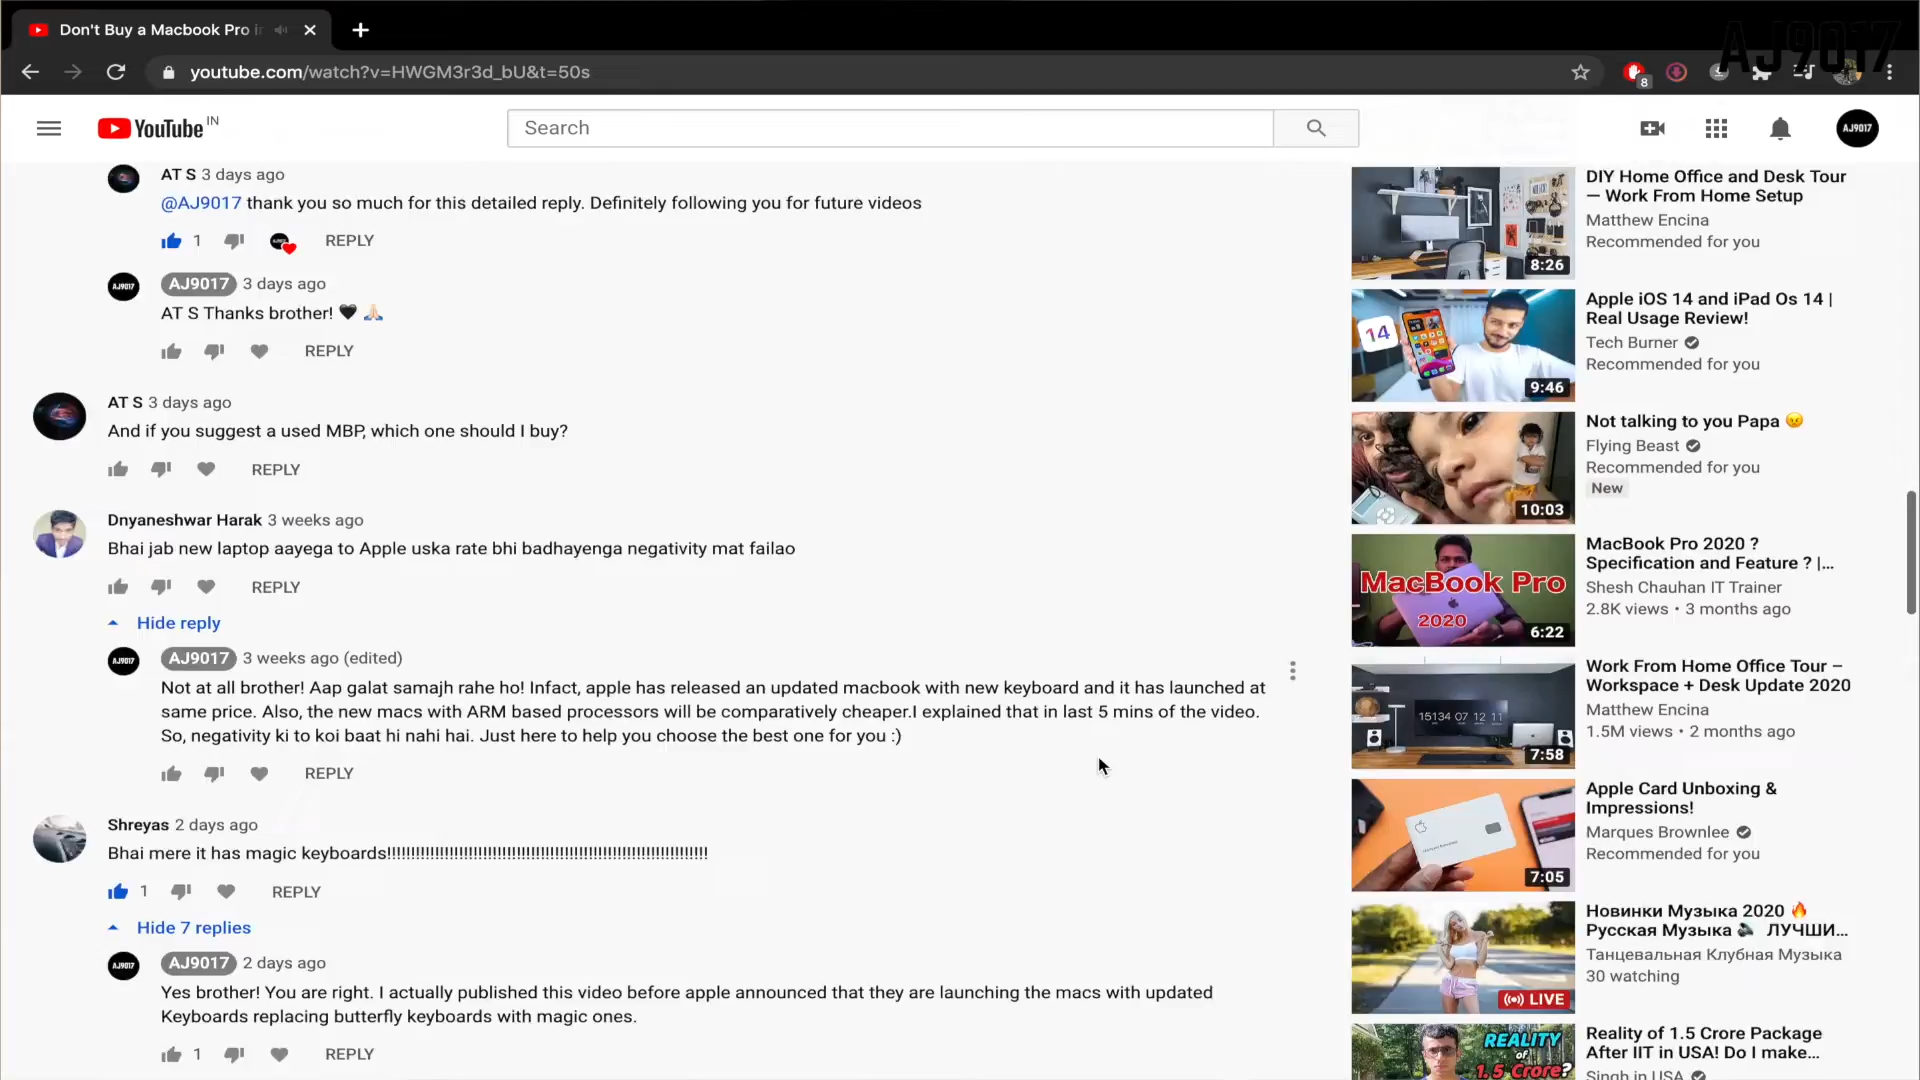 Don't Buy a Macbook Pro i
AJ9017
youtube.com/watch?v=HWGM3r3d_bU&t=50s
8
YouTube IN
Search
AJ9017
AT S 3 days ago
@AJ9017 thank you so much for this detailed reply. Definitely following you for future videos
1 REPLY
AJ9017 AJ9017 3 days ago
AT S Thanks brother! 🖤 🙏🏻
REPLY
AT S 3 days ago
And if you suggest a used MBP, which one should I buy?
REPLY
Dnyaneshwar Harak 3 weeks ago
Bhai jab new laptop aayega to Apple uska rate bhi badhayenga negativity mat failao
REPLY
Hide reply
AJ9017 AJ9017 3 weeks ago (edited)
Not at all brother! Aap galat samajh rahe ho! Infact, apple has released an updated macbook with new keyboard and it has launched at
same price. Also, the new macs with ARM based processors will be comparatively cheaper.I explained that in last 5 mins of the video.
So, negativity ki to koi baat hi nahi hai. Just here to help you choose the best one for you :)
REPLY
Shreyas 2 days ago
Bhai mere it has magic keyboards!!!!!!!!!!!!!!!!!!!!!!!!!!!!!!!!!!!!!!!!!!!!!!!!!!!!!!!!!!!!!!!!!!!
1 REPLY
Hide 7 replies
AJ9017 AJ9017 2 days ago
Yes brother! You are right. I actually published this video before apple announced that they are launching the macs with updated
Keyboards replacing butterfly keyboards with magic ones.
1 REPLY
8:26
DIY Home Office and Desk Tour
— Work From Home Setup
Matthew Encina
Recommended for you
14
9:46
Apple iOS 14 and iPad Os 14 |
Real Usage Review!
Tech Burner
Recommended for you
10:03
Not talking to you Papa 😠
Flying Beast
Recommended for you
New
MacBook Pro
2020
6:22
MacBook Pro 2020 ?
Specification and Feature ? |...
Shesh Chauhan IT Trainer
2.8K views • 3 months ago
15134 07 12 11
7:58
Work From Home Office Tour –
Workspace + Desk Update 2020
Matthew Encina
1.5M views • 2 months ago
7:05
Apple Card Unboxing &
Impressions!
Marques Brownlee
Recommended for you
LIVE
Новинки Музыка 2020 🔥
Русская Музыка 🔊 ЛУЧШИ...
Танцевальная Клубная Музыка
30 watching
REALITY
of
1.5 Crore?
Reality of 1.5 Crore Package
After IIT in USA! Do I make...
Singh in USA